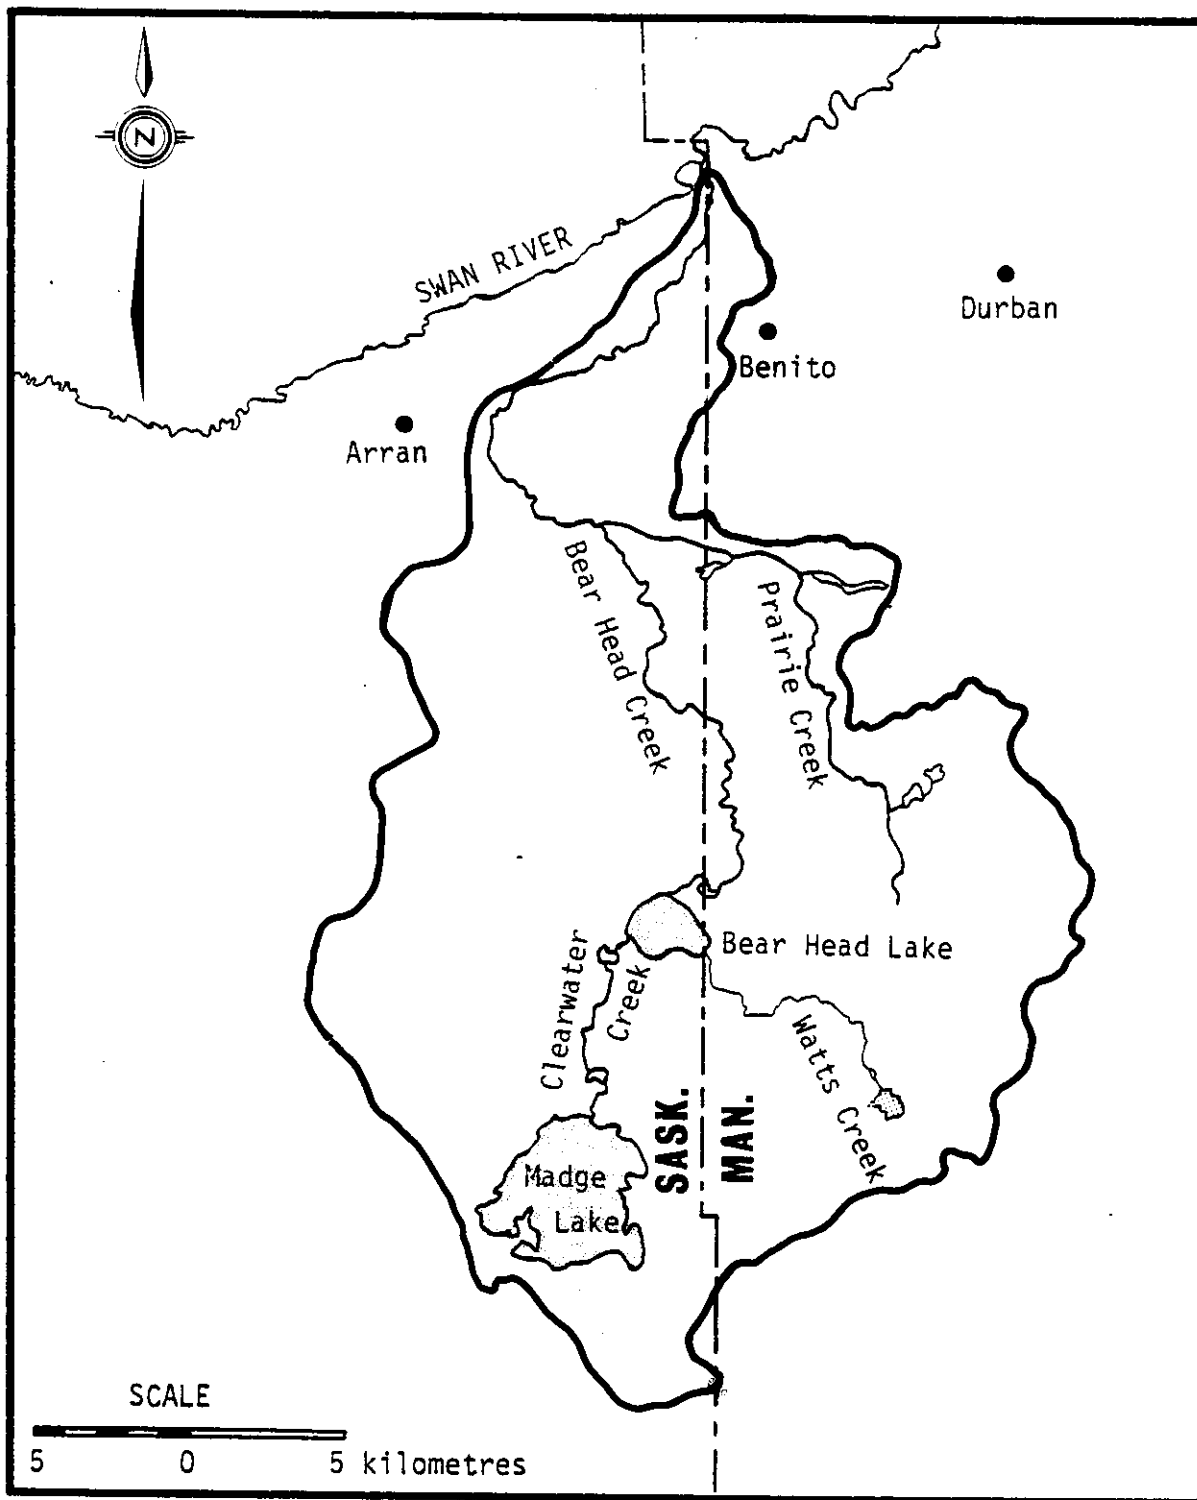 N
SWAN RIVER
Durban
Benito
Arran
Bear Head Creek
Prairie Creek
Bear Head Lake
Clearwater
Creek
Watts Creek
SASK.
MAN.
Madge
Lake
SCALE
5 0 5 kilometres